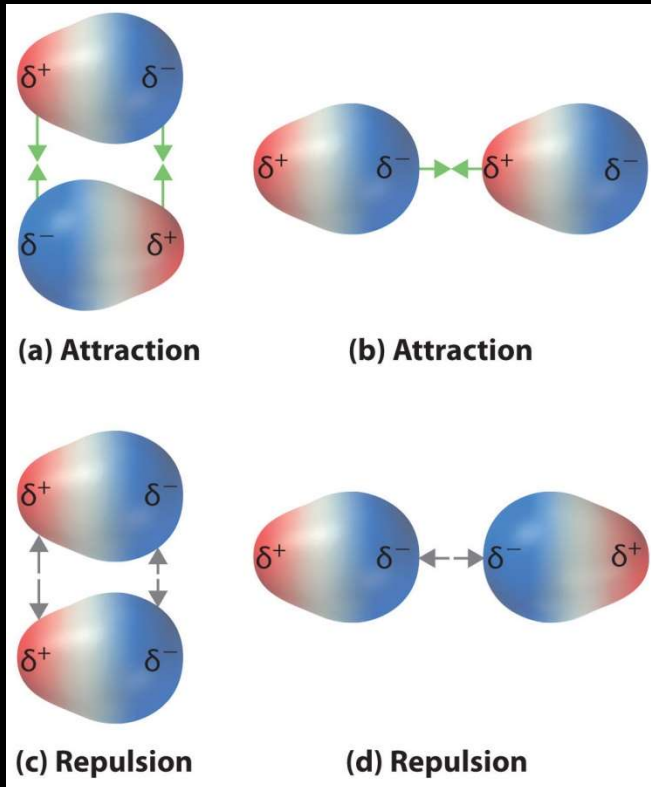 δ⁺ δ⁻
δ⁻ δ⁺
δ⁺ δ⁻ δ⁺ δ⁻
(a) Attraction
(b) Attraction
δ⁺ δ⁻
δ⁺ δ⁻
δ⁺ δ⁻ δ⁻ δ⁺
(c) Repulsion
(d) Repulsion